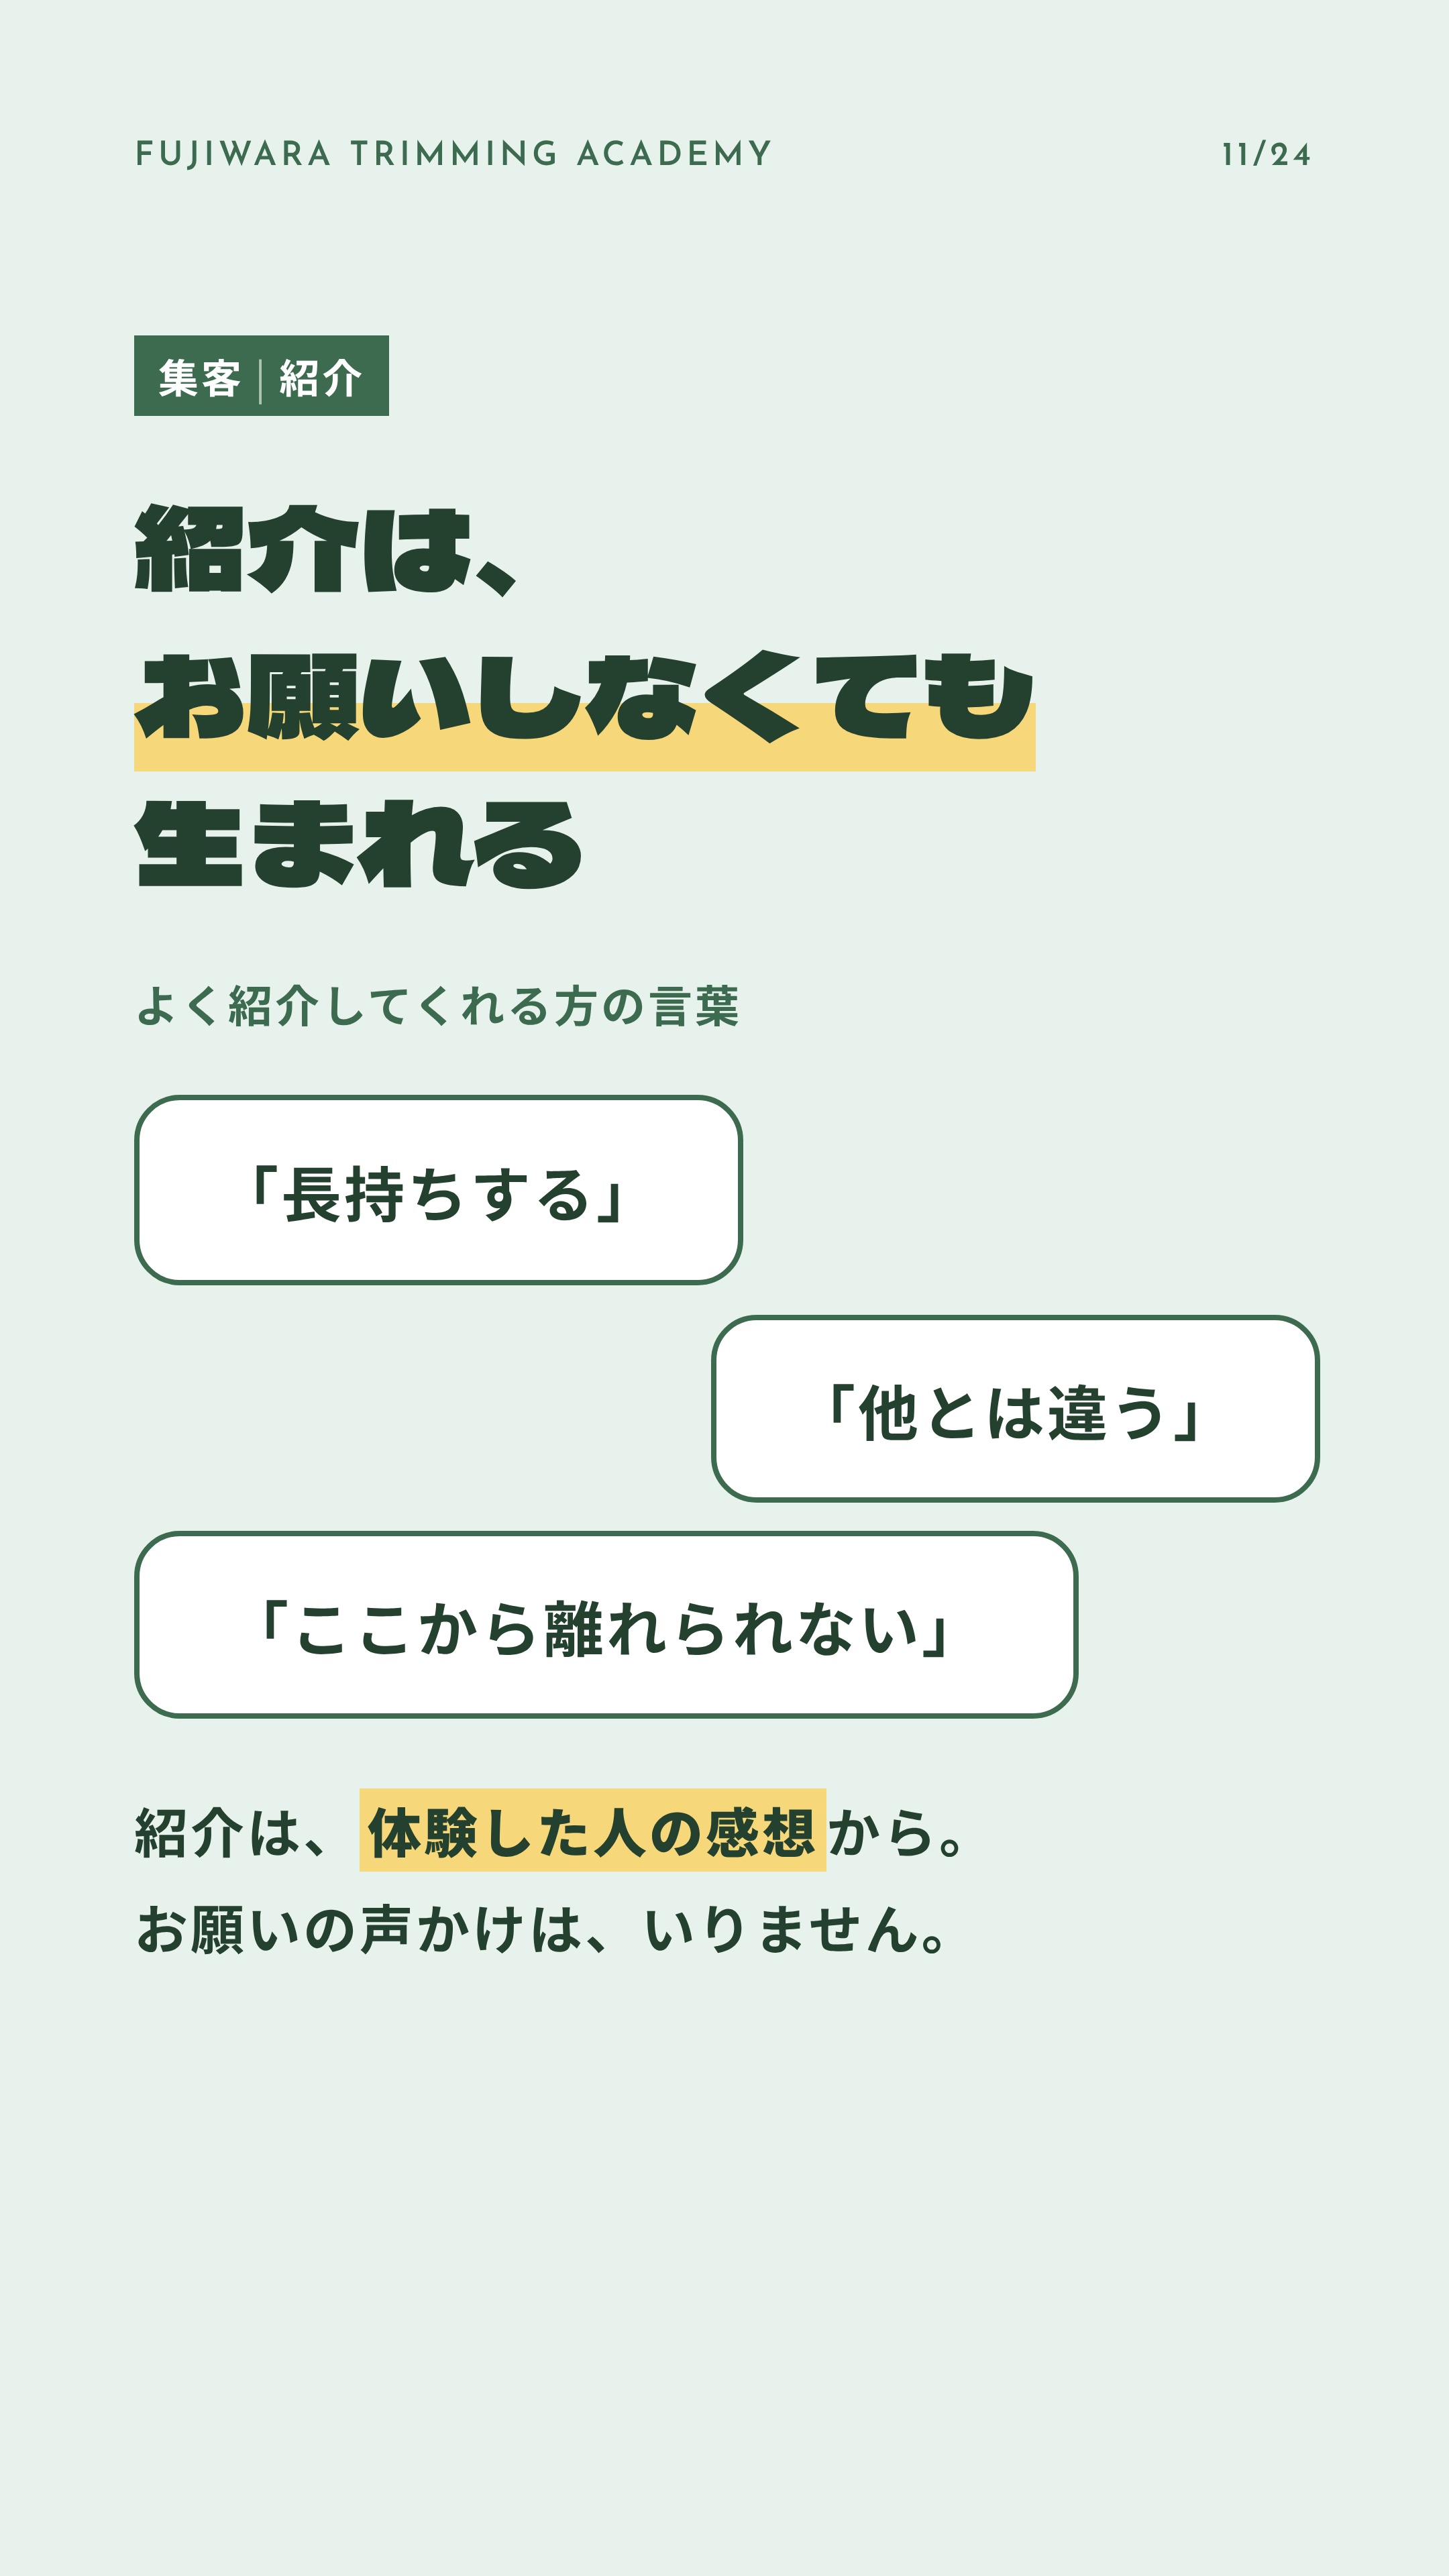 FUJIWARA TRIMMING ACADEMY
11/24
集客｜紹介
紹介は、
お願いしなくても
生まれる
よく紹介してくれる方の言葉
「長持ちする」
「他とは違う」
「ここから離れられない」
紹介は、体験した人の感想から。
お願いの声かけは、いりません。